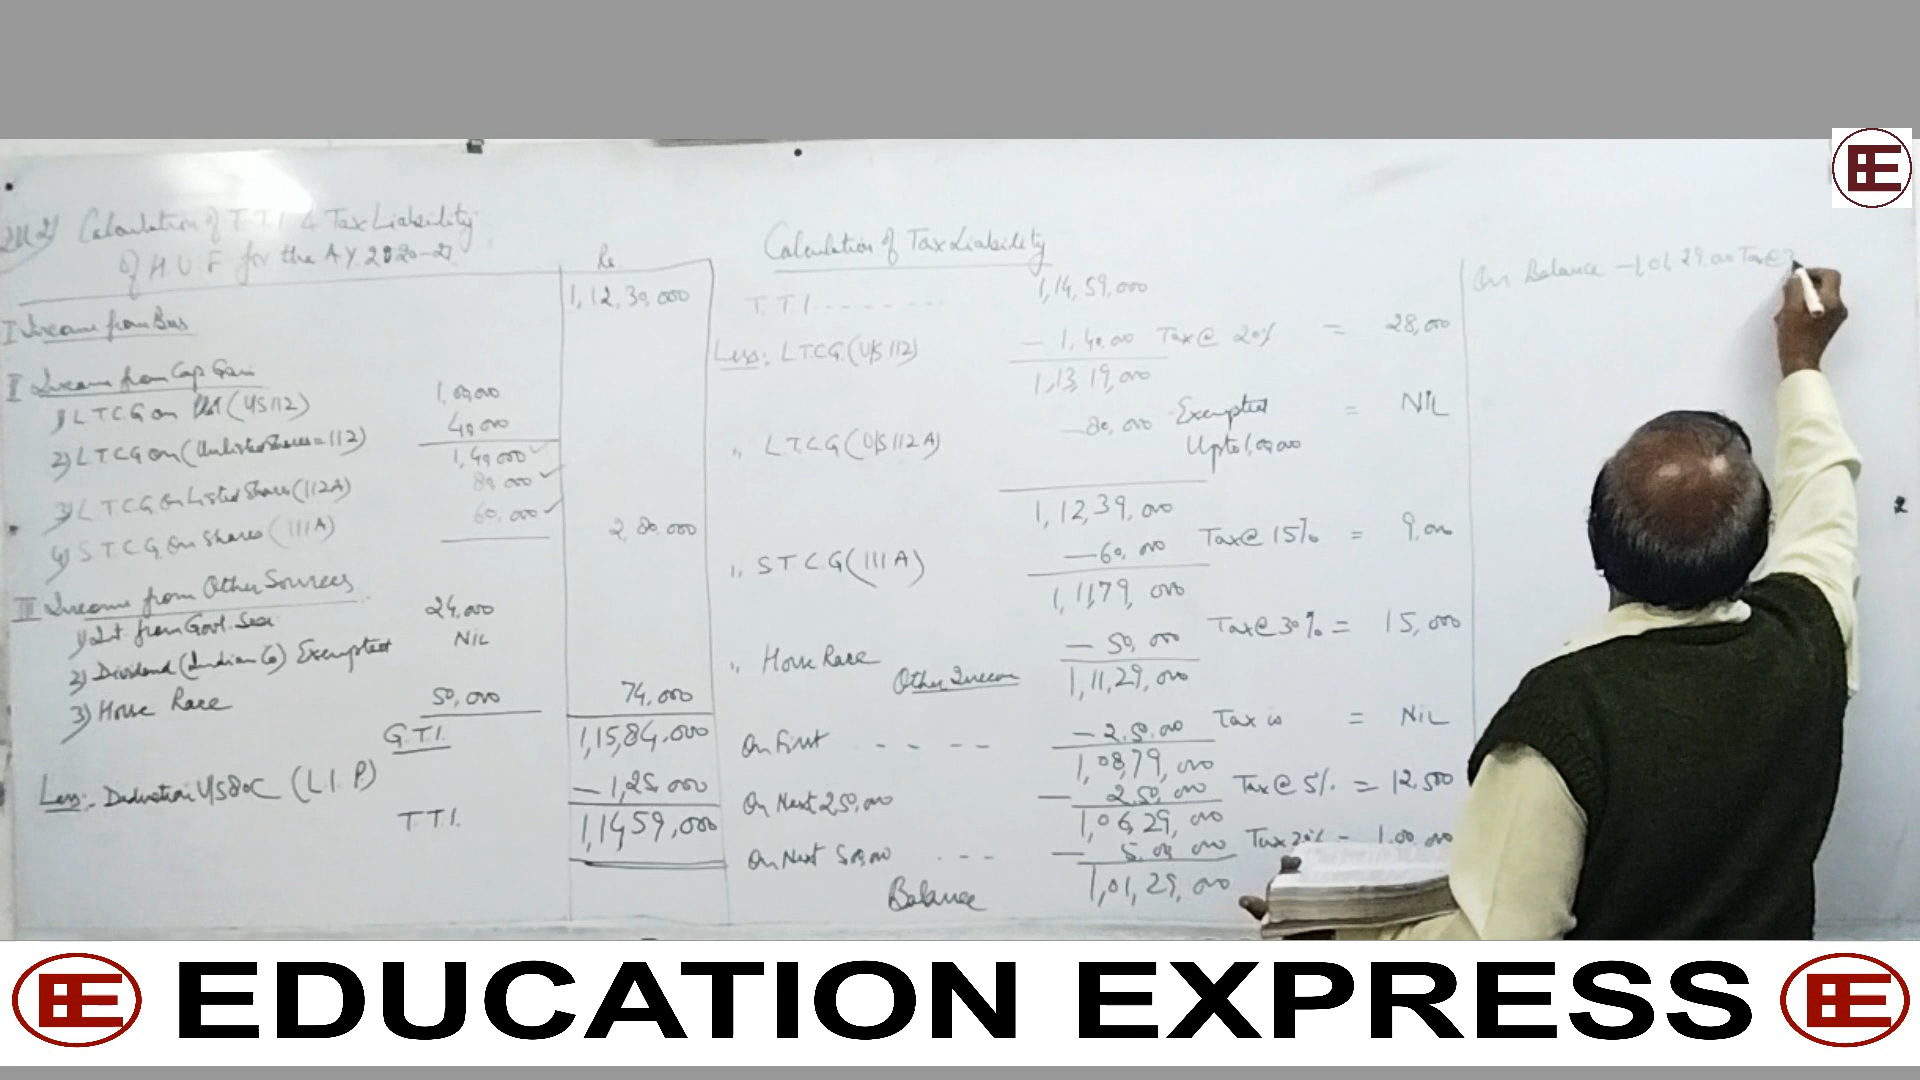 Calculation of T.T.I & Tax Liability
of H.U.F for the A.Y. 2020-21
Rs
I Income from Bus
1,12,30,000
II Income from Cap Gain
1) LTCG on Plot (U/S 112) 1,00,000
2) LTCG on (Unlisted Shares = 112) 40,000
1,40,000 ✓
3) LTCG on Listed Shares (112A) 80,000 ✓
4) STCG on Shares (111A) 60,000 ✓
2,80,000
III Income from Other Sources
1) Int from Govt. Sec 24,000
2) Dividend (Indian Co) Exempted NIL
3) Horse Race 50,000 74,000
G.T.I. 1,15,84,000
Less:- Deduction U/S 80C (L.I.P) - 1,25,000
T.T.I. 1,14,59,000
Calculation of Tax Liability
T.T.I. - - - - - - - 1,14,59,000
Less: LTCG (U/S 112) - 1,40,000 Tax @ 20% = 28,000
1,13,19,000
" LTCG (U/S 112A) - 80,000 Exempted = NIL
Upto 1,00,000
1,12,39,000
" STCG (111A) - 60,000 Tax @ 15% = 9,000
1,11,79,000
" Horse Race - 50,000 Tax @ 30% = 15,000
Other Income 1,11,29,000
On First - - - - - 2,50,000 Tax is = NIL
1,08,79,000
On Next 2,50,000 - 2,50,000 Tax @ 5% = 12,500
1,06,29,000
On Next 5,00,000 - - - - 5,00,000 Tax 20% - 1,00,000
Balance 1,01,29,000
On Balance - 1,01,29,000 Tax @ 3
EE
2
EE EDUCATION EXPRESS EE